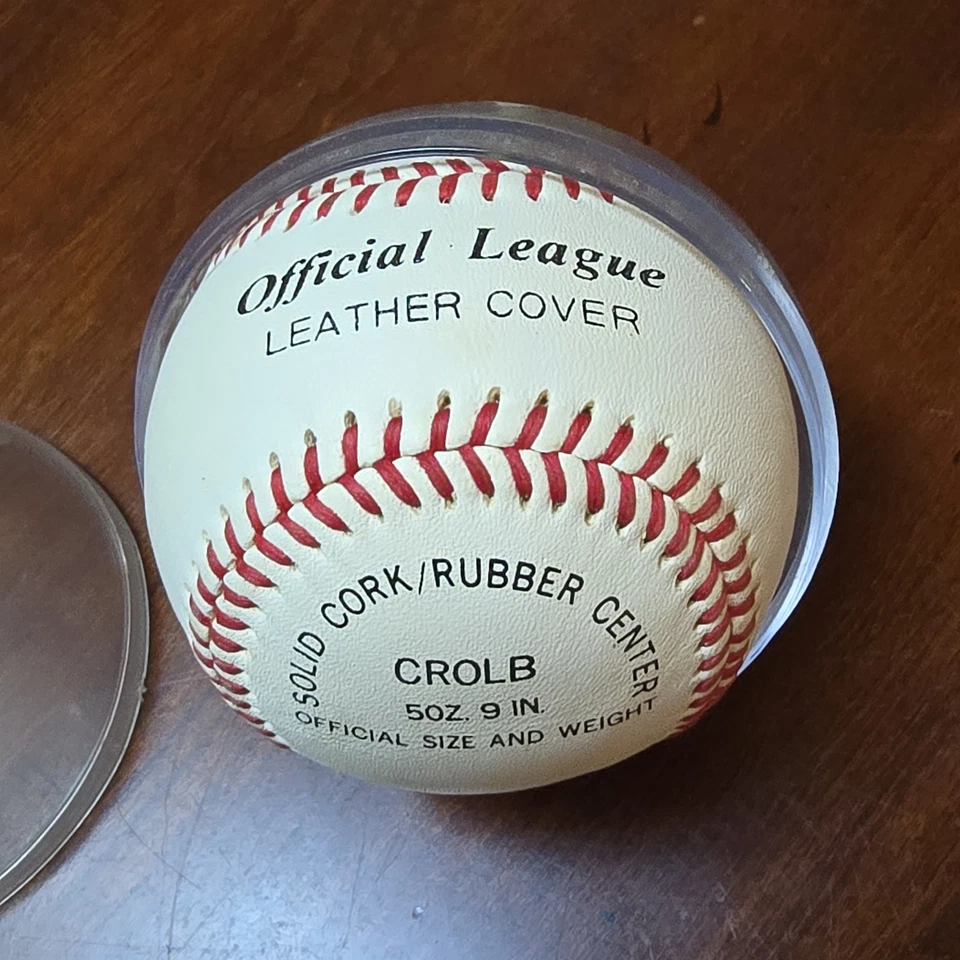 Official League
LEATHER COVER
SOLID CORK/RUBBER CENTER
CROLB
5OZ. 9 IN.
OFFICIAL SIZE AND WEIGHT